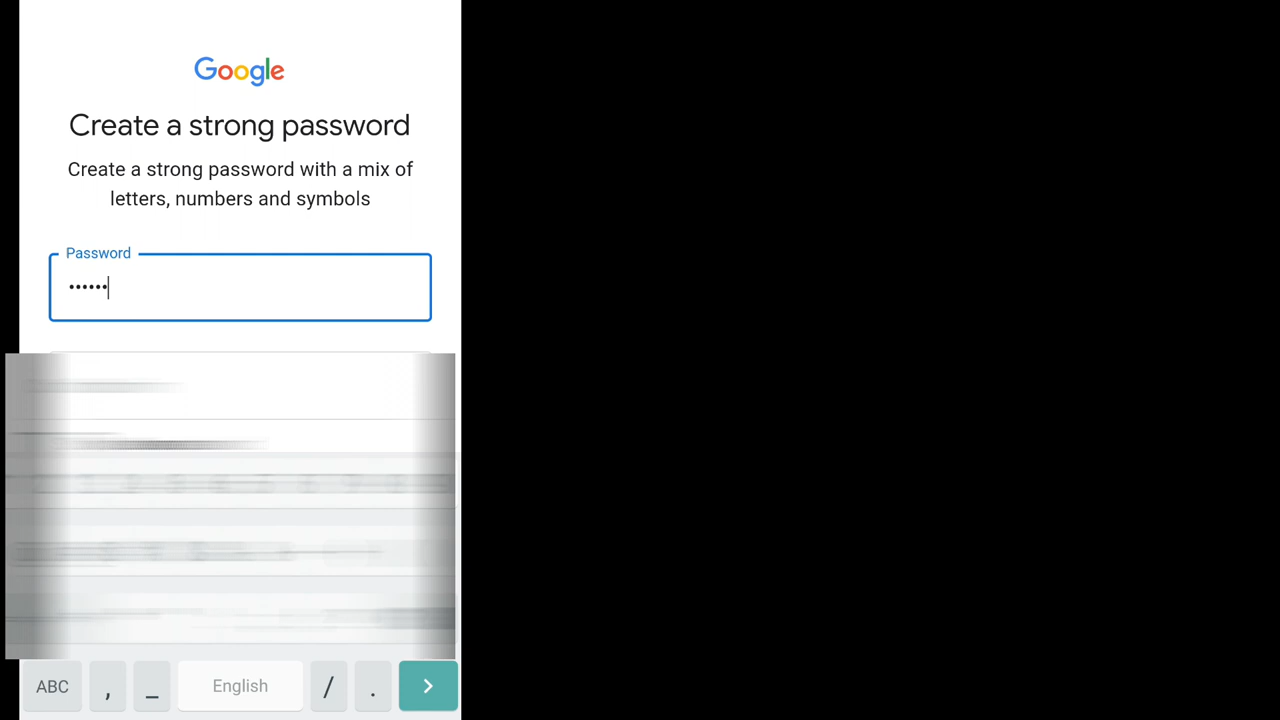 Google
Create a strong password
Create a strong password with a mix of
letters, numbers and symbols
Password
••••••
ABC , _ English / .